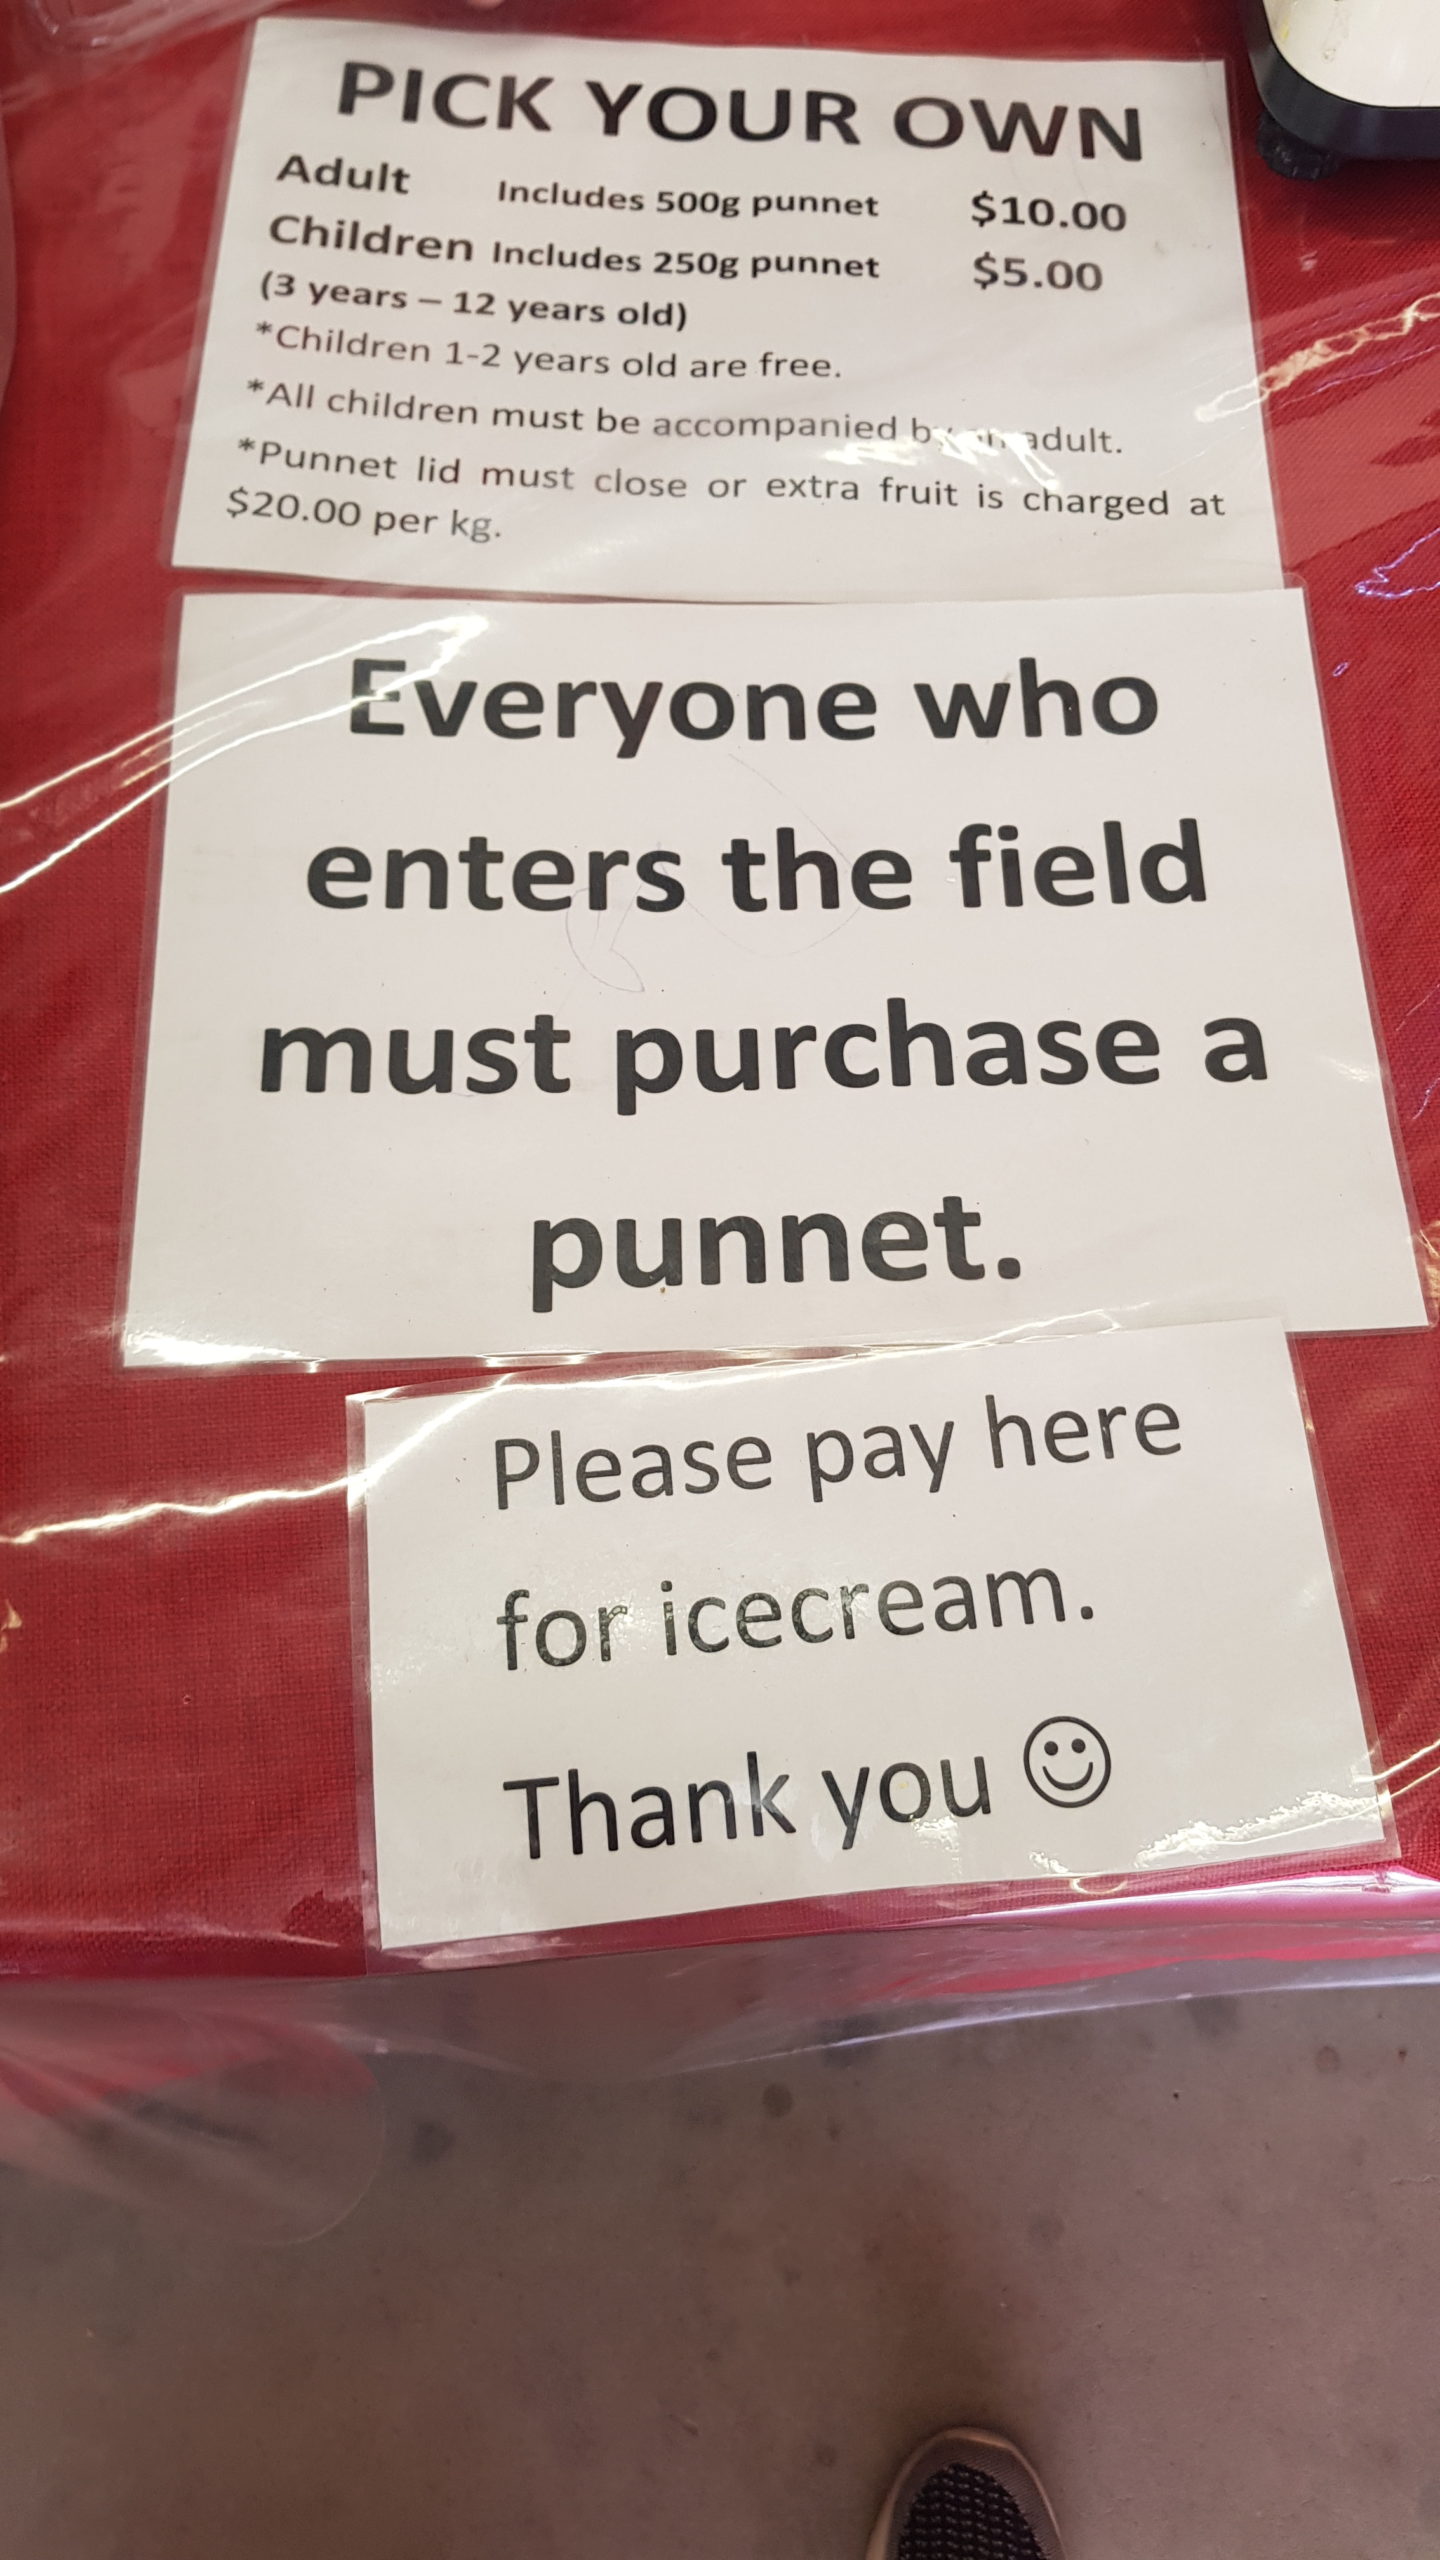 PICK YOUR OWN
Adult Includes 500g punnet $10.00
Children Includes 250g punnet $5.00
(3 years – 12 years old)
*Children 1-2 years old are free.
*All children must be accompanied by an adult.
*Punnet lid must close or extra fruit is charged at
$20.00 per kg.
Everyone who
enters the field
must purchase a
punnet.
Please pay here
for icecream.
Thank you ☺